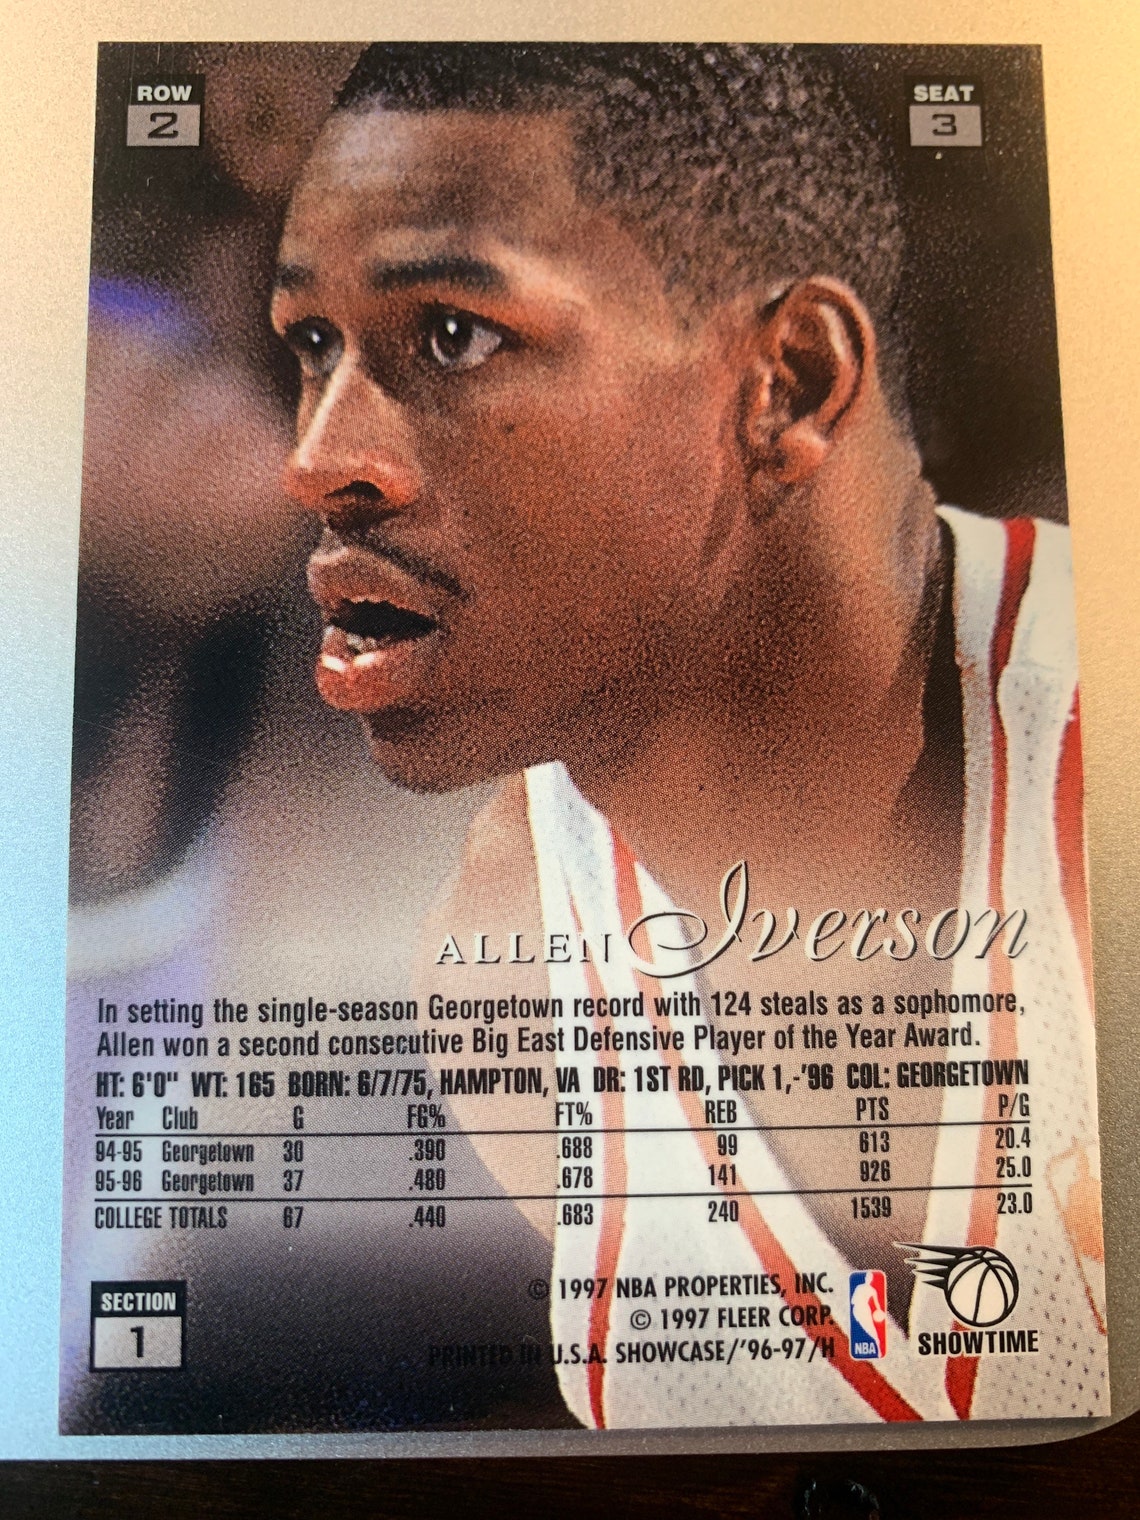 ROW SEAT
2 3
ALLEN Iverson
In setting the single-season Georgetown record with 124 steals as a sophomore,
Allen won a second consecutive Big East Defensive Player of the Year Award.
HT: 6'0" WT: 165 BORN: 6/7/75, HAMPTON, VA DR: 1ST RD, PICK 1,-'96 COL: GEORGETOWN
Year Club G FG% FT% REB PTS P/G
94-95 Georgetown 30 .390 .688 99 613 20.4
95-96 Georgetown 37 .480 .678 141 926 25.0
COLLEGE TOTALS 67 .440 .683 240 1539 23.0
SECTION
1
© 1997 NBA PROPERTIES, INC.
© 1997 FLEER CORP.
PRINTED IN U.S.A. SHOWCASE/'96-97/H
NBA
SHOWTIME